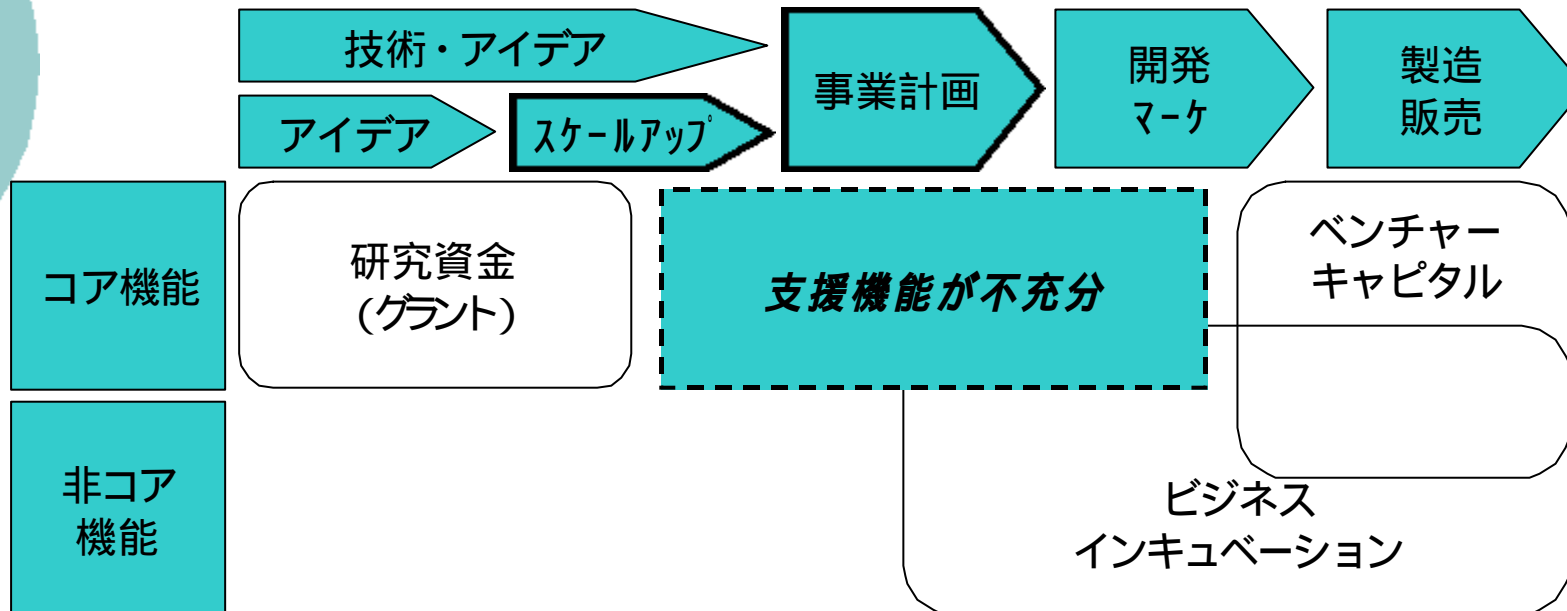 技術・アイデア
アイデア
スケールアップ
事業計画
開発
マーケ
製造
販売
コア機能
研究資金
(グラント)
支援機能が不充分
ベンチャー
キャピタル
非コア
機能
ビジネス
インキュベーション